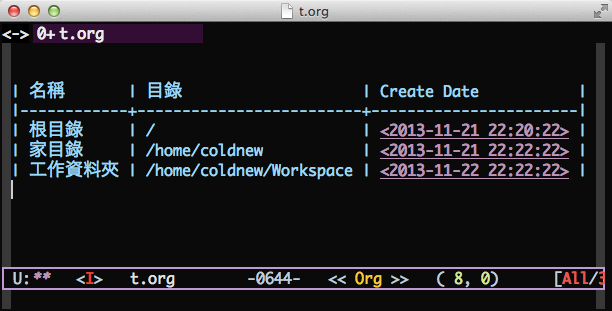 t.org
<-> 0+ t.org
| 名稱 | 目錄 | Create Date |
|------------+-------------------------+-----------------------|
| 根目錄 | / | <2013-11-21 22:20:22> |
| 家目錄 | /home/coldnew | <2013-11-21 22:22:22> |
| 工作資料夾 | /home/coldnew/Workspace | <2013-11-22 22:22:22> |
U:** <I> t.org -0644- << Org >> ( 8, 0) [All/3